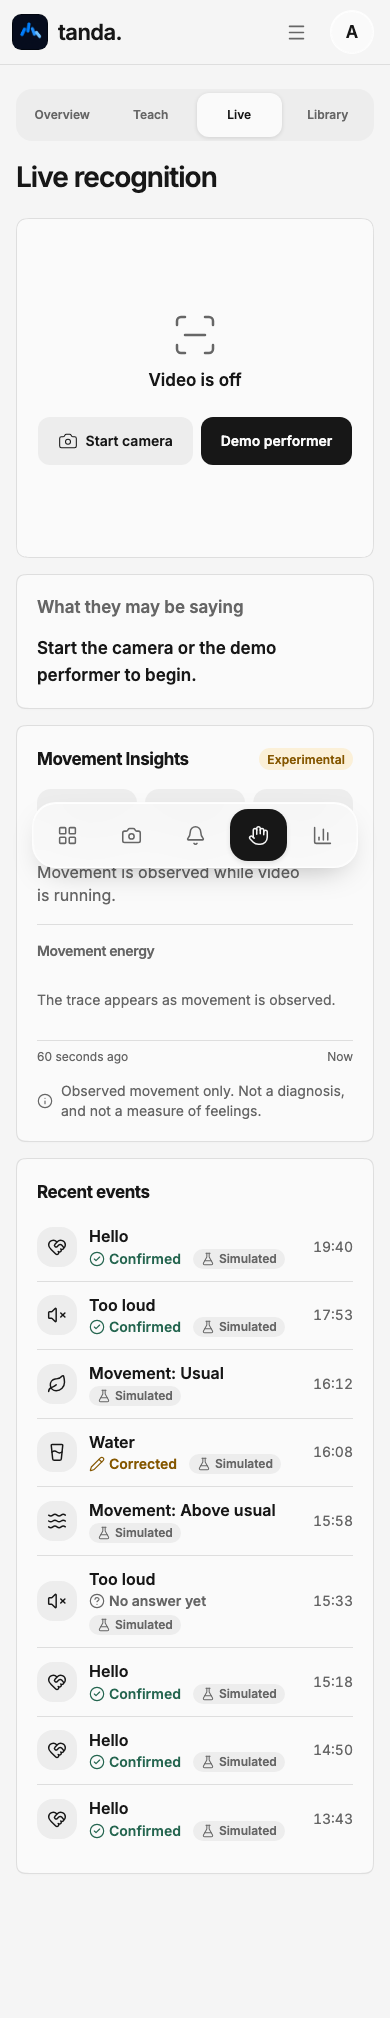 tanda.
A
Overview
Teach
Live
Library
Live recognition
Video is off
Start camera
Demo performer
What they may be saying
Start the camera or the demo
performer to begin.
Movement Insights
Experimental
Movement is observed while video
is running.
Movement energy
The trace appears as movement is observed.
60 seconds ago
Now
Observed movement only. Not a diagnosis,
and not a measure of feelings.
Recent events
Hello
Confirmed
Simulated
19:40
Too loud
Confirmed
Simulated
17:53
Movement: Usual
Simulated
16:12
Water
Corrected
Simulated
16:08
Movement: Above usual
Simulated
15:58
Too loud
No answer yet
Simulated
15:33
Hello
Confirmed
Simulated
15:18
Hello
Confirmed
Simulated
14:50
Hello
Confirmed
Simulated
13:43